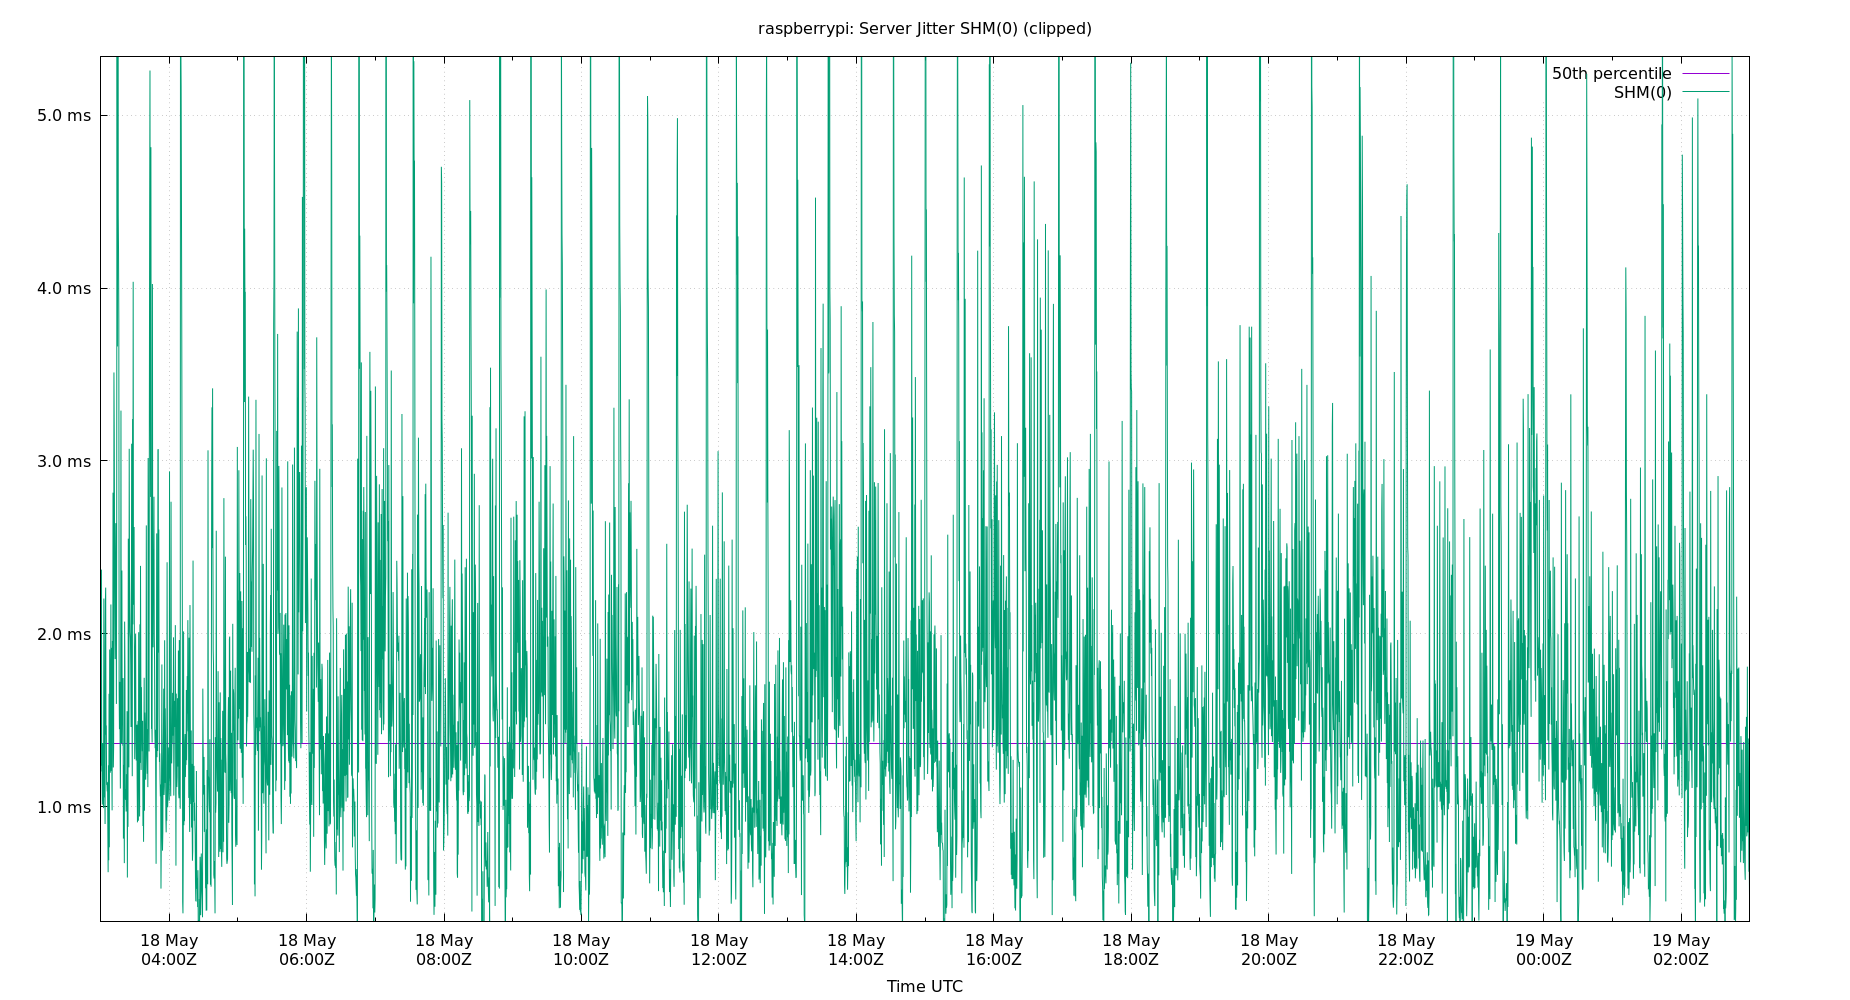 raspberrypi: Server Jitter SHM(0) (clipped)
50th percentile
SHM(0)
5.0 ms
4.0 ms
3.0 ms
2.0 ms
1.0 ms
18 May 18 May 18 May 18 May 18 May 18 May 18 May 18 May 18 May 18 May 19 May 19 May
04:00Z 06:00Z 08:00Z 10:00Z 12:00Z 14:00Z 16:00Z 18:00Z 20:00Z 22:00Z 00:00Z 02:00Z
Time UTC